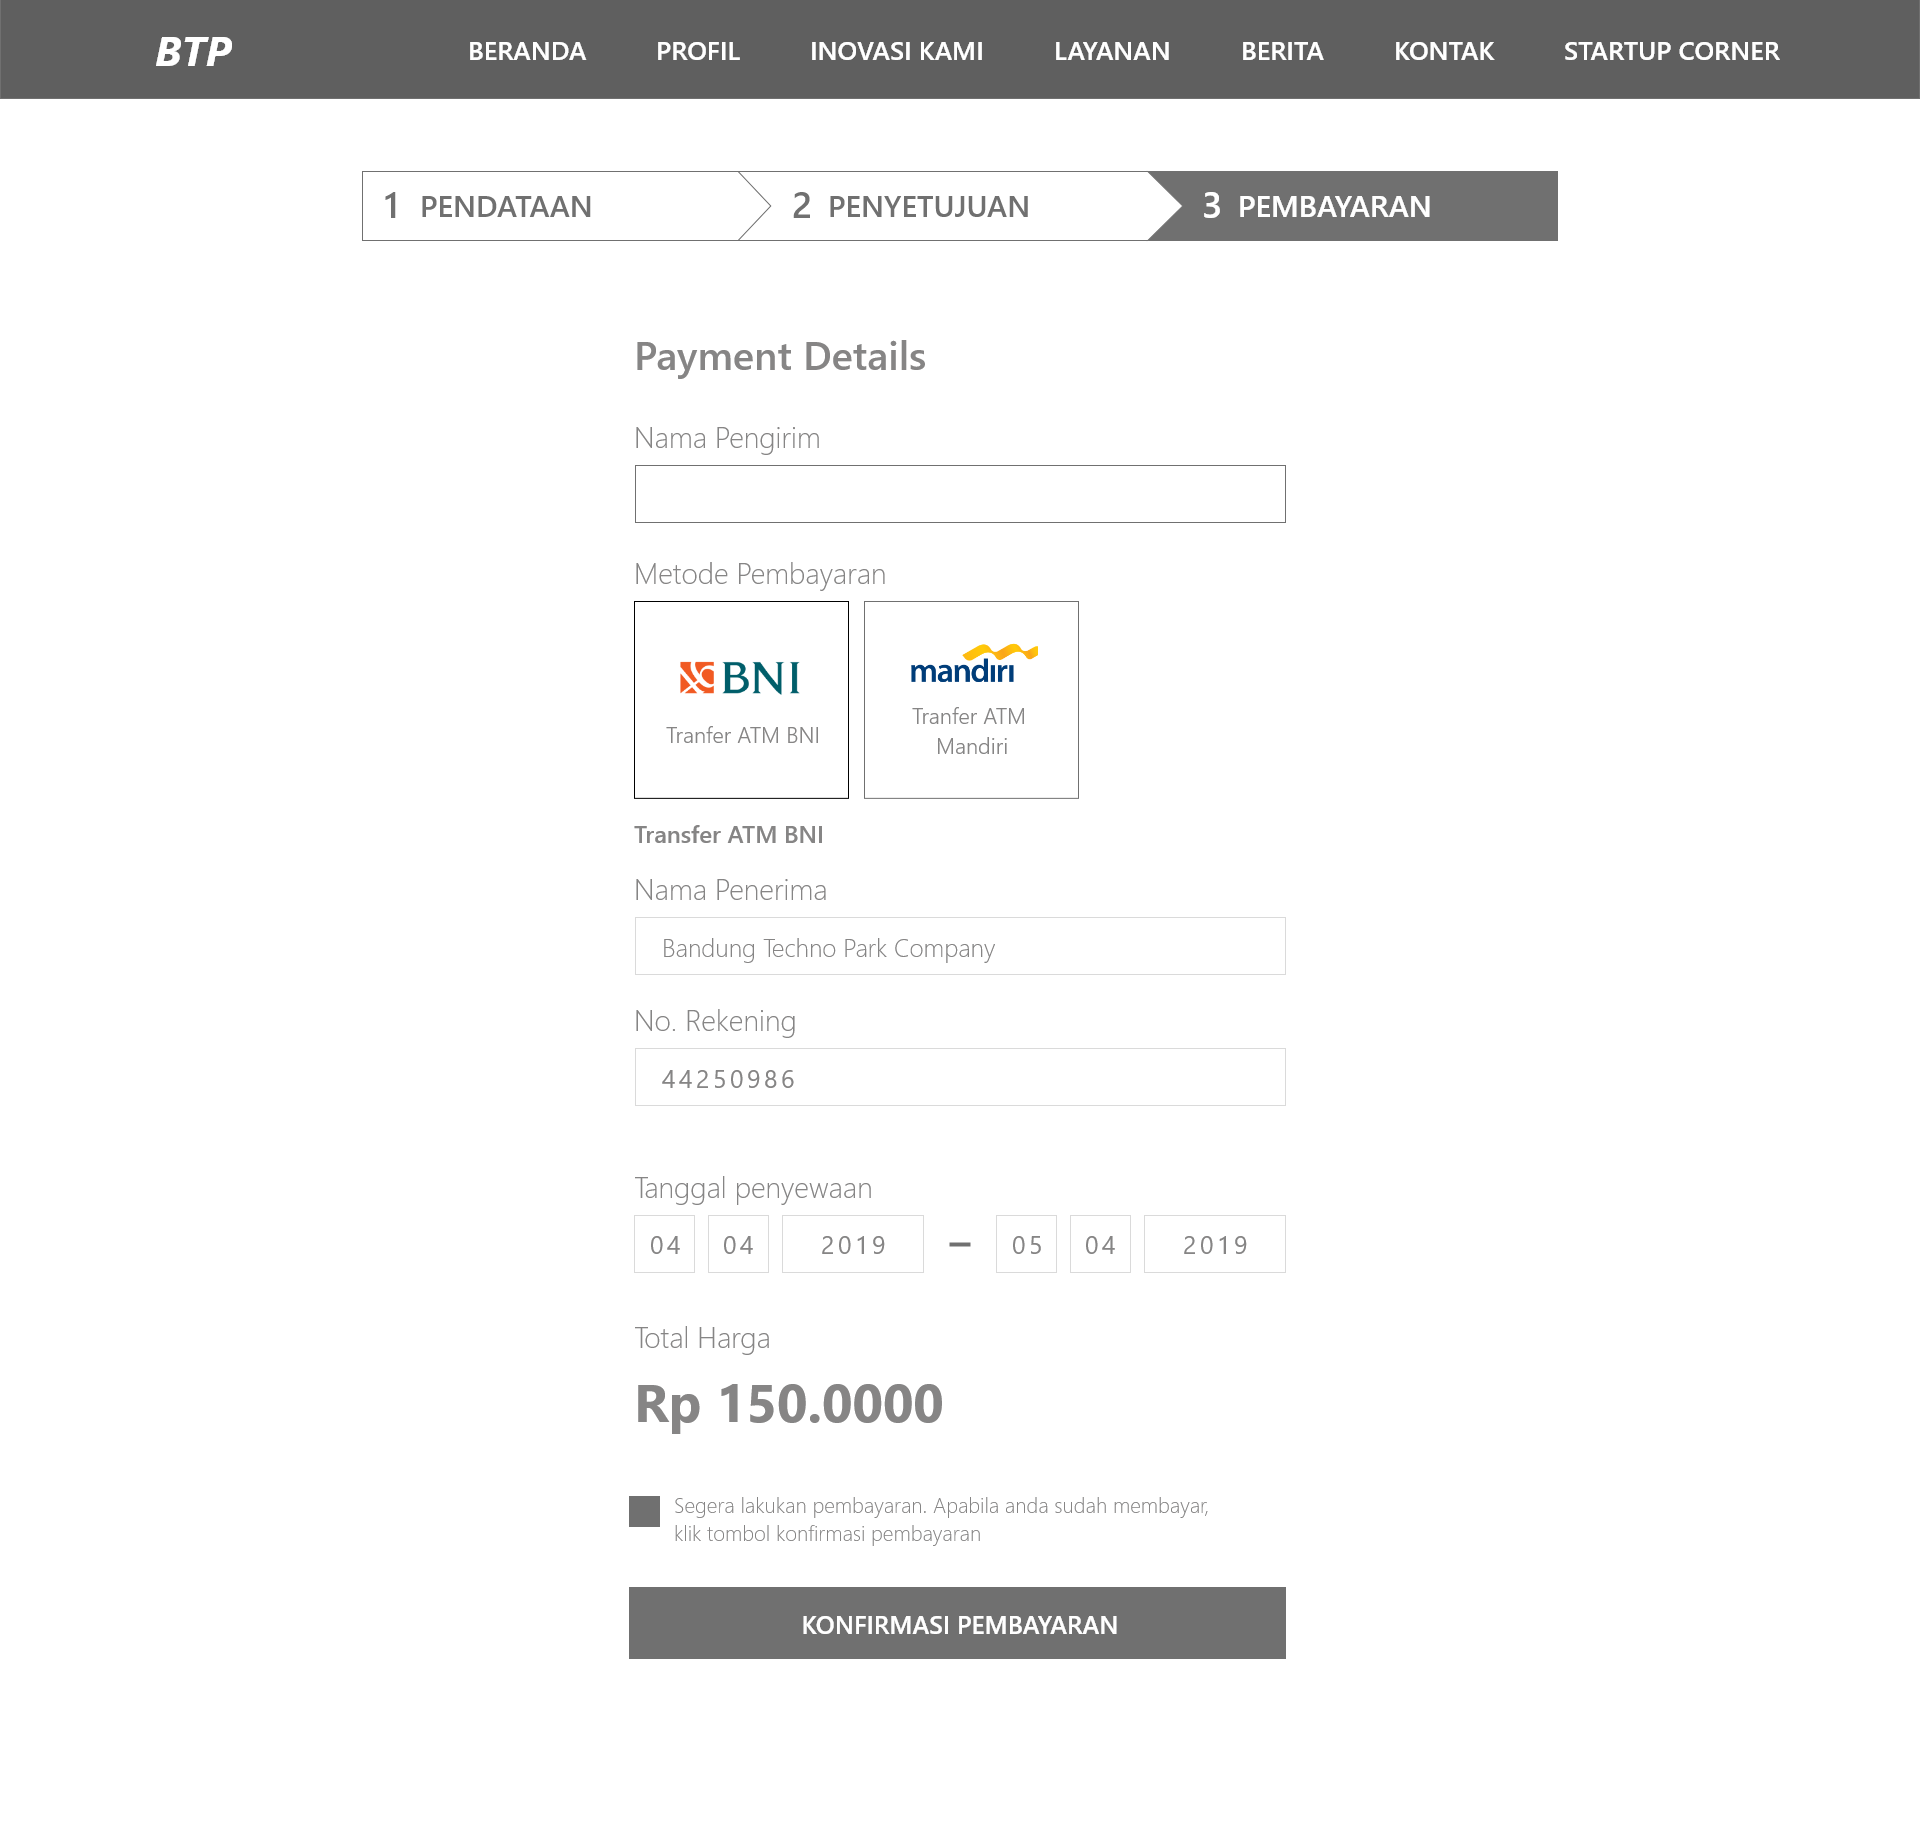 BTP
BERANDA PROFIL INOVASI KAMI LAYANAN BERITA KONTAK STARTUP CORNER
1 PENDATAAN 2 PENYETUJUAN 3 PEMBAYARAN
Payment Details
Nama Pengirim
Metode Pembayaran
BNI
Tranfer ATM BNI
mandiri
Tranfer ATM
Mandiri
Transfer ATM BNI
Nama Penerima
Bandung Techno Park Company
No. Rekening
44250986
Tanggal penyewaan
04 04 2019 – 05 04 2019
Total Harga
Rp 150.0000
Segera lakukan pembayaran. Apabila anda sudah membayar,
klik tombol konfirmasi pembayaran
KONFIRMASI PEMBAYARAN